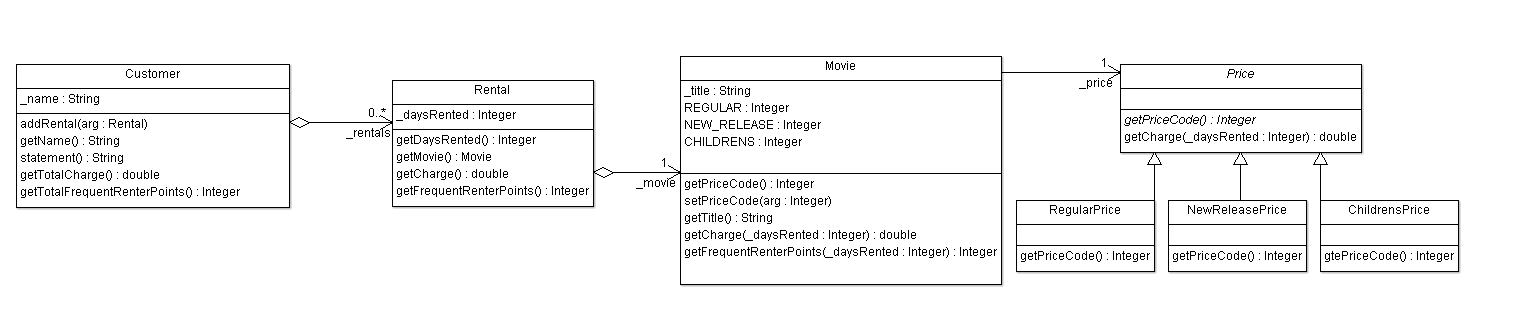 Customer
_name : String
addRental(arg : Rental)
getName() : String
statement() : String
getTotalCharge() : double
getTotalFrequentRenterPoints() : Integer
0..*
_rentals
Rental
_daysRented : Integer
getDaysRented() : Integer
getMovie() : Movie
getCharge() : double
getFrequentRenterPoints() : Integer
1
_movie
Movie
_title : String
REGULAR : Integer
NEW_RELEASE : Integer
CHILDRENS : Integer
getPriceCode() : Integer
setPriceCode(arg : Integer)
getTitle() : String
getCharge(_daysRented : Integer) : double
getFrequentRenterPoints(_daysRented : Integer) : Integer
1
_price
Price
getPriceCode() : Integer
getCharge(_daysRented : Integer) : double
RegularPrice
getPriceCode() : Integer
NewReleasePrice
getPriceCode() : Integer
ChildrensPrice
gtePriceCode() : Integer